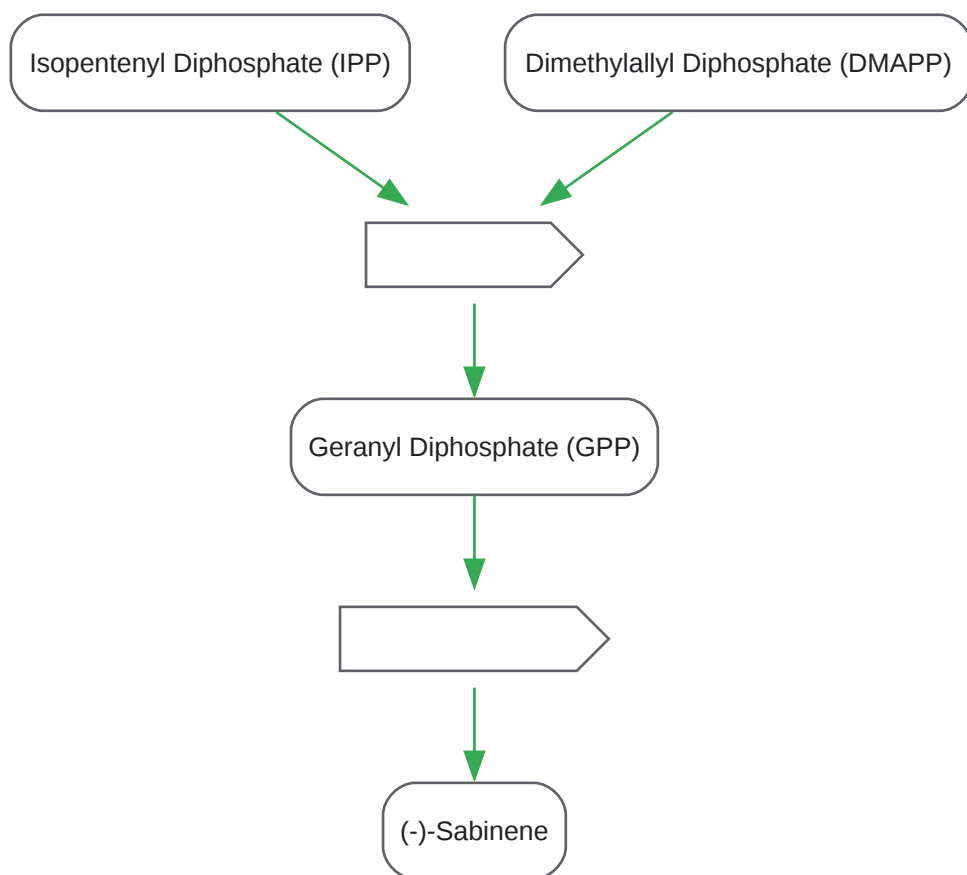 Isopentenyl Diphosphate (IPP)
Dimethylallyl Diphosphate (DMAPP)
Geranyl Diphosphate (GPP)
(-)-Sabinene